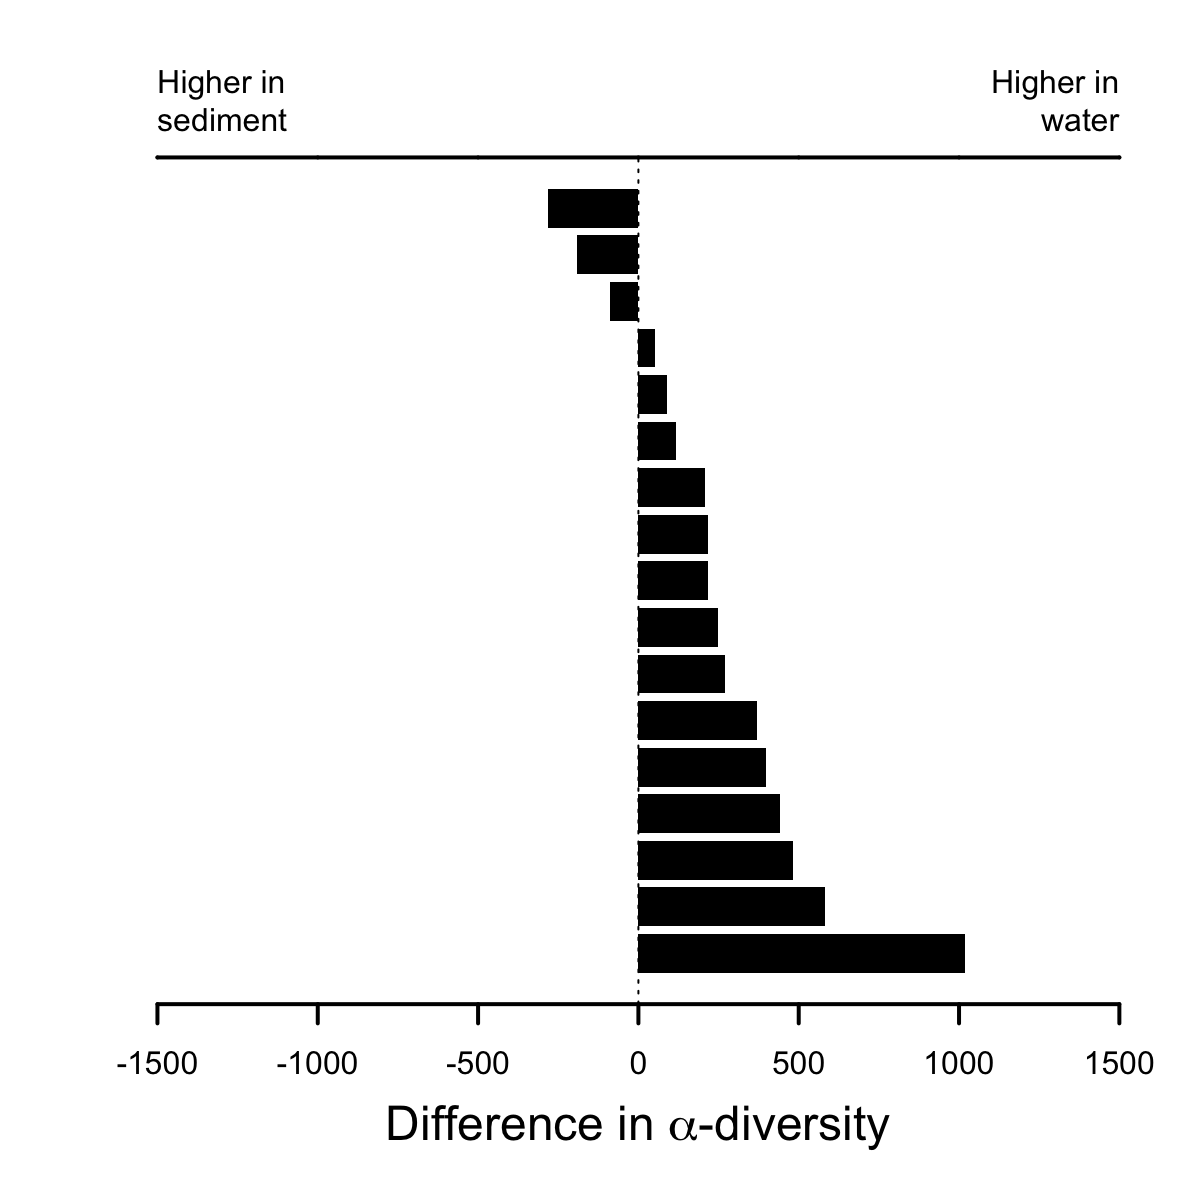 Higher in
sediment
Higher in
water
-1500 -1000 -500 0 500 1000 1500
Difference in α-diversity